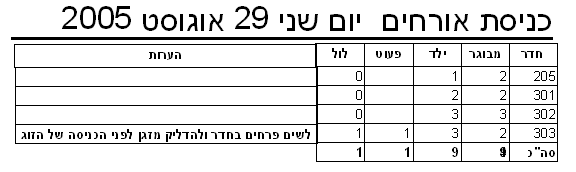 כניסת אורחים יום שני 29 אוגוסט 2005
חדר מבוגר ילד פעוט לול הערות
205 2 1 0
301 2 2 0
302 3 3 0
303 2 3 1 1 לשים פרחים בחדר ולהדליק מזגן לפני הכניסה של הזוג
סה"כ 9 9 1 1